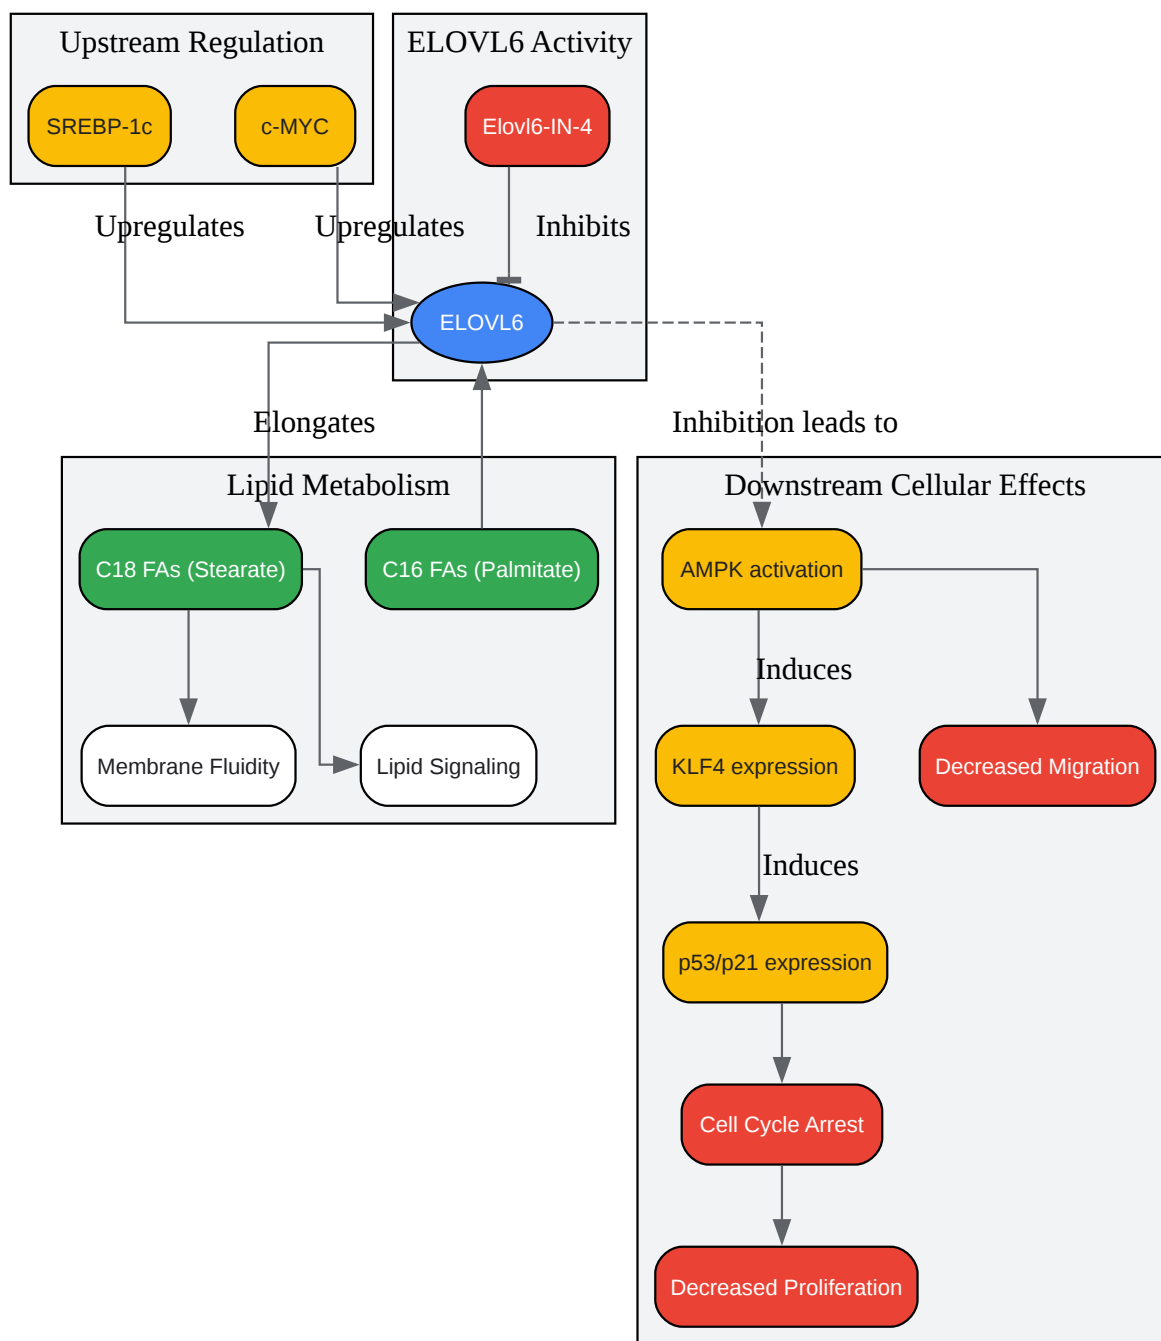 Upstream Regulation
ELOVL6 Activity
SREBP-1c
c-MYC
Elovl6-IN-4
Upregulates
Upregulates
Inhibits
ELOVL6
Elongates
Inhibition leads to
Lipid Metabolism
Downstream Cellular Effects
C18 FAs (Stearate)
C16 FAs (Palmitate)
AMPK activation
Induces
Membrane Fluidity
Lipid Signaling
KLF4 expression
Decreased Migration
Induces
p53/p21 expression
Cell Cycle Arrest
Decreased Proliferation